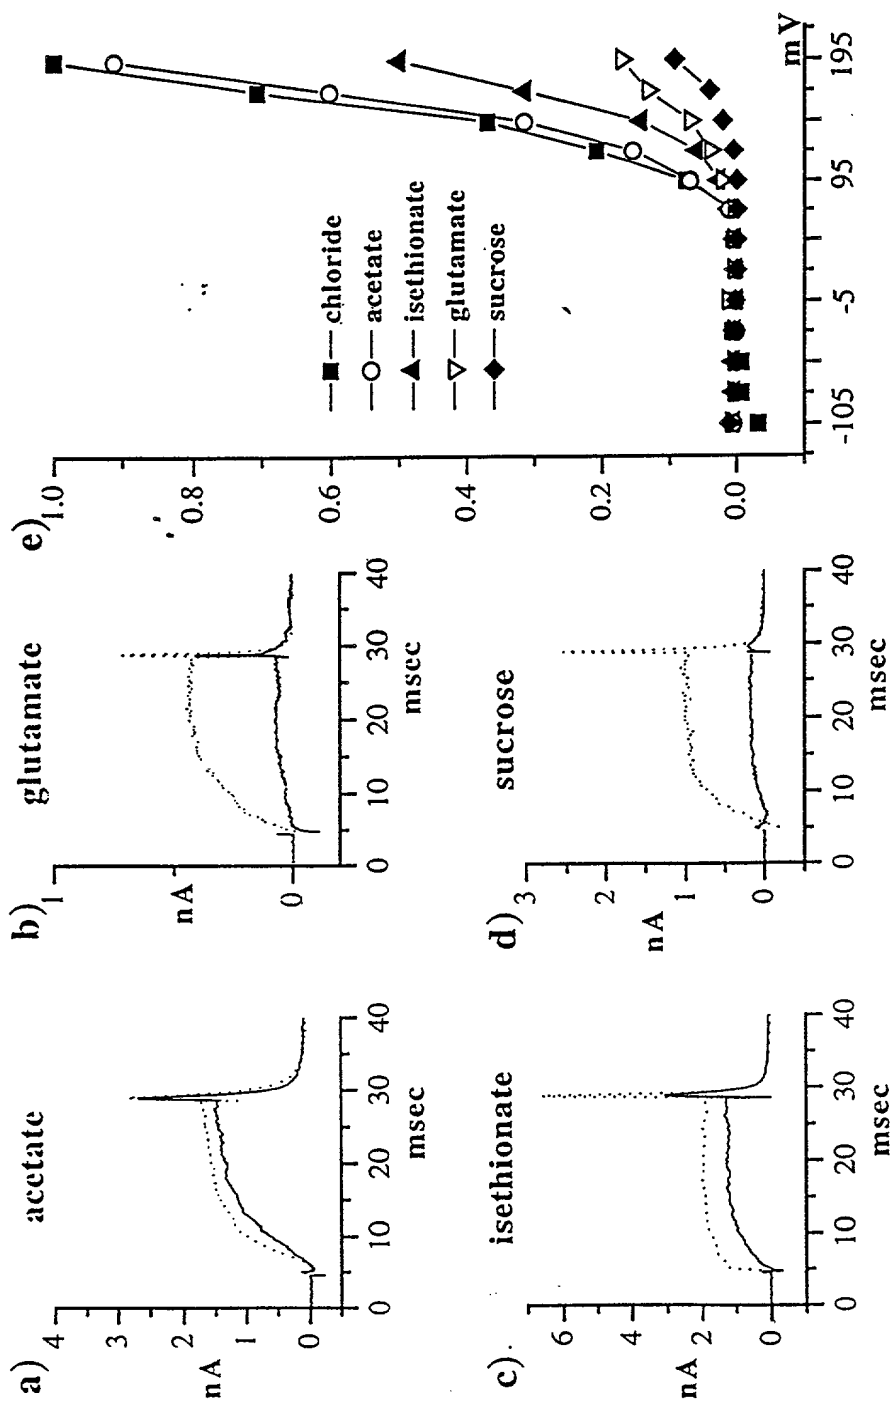 a)
acetate
4
3
2
1
0
nA
0 10 20 30 40
msec
b)
glutamate
1
nA
0
0 10 20 30 40
msec
c)
isethionate
6
4
2
0
nA
0 10 20 30 40
msec
d)
sucrose
3
2
1
0
nA
0 10 20 30 40
msec
e)
1.0
0.8
0.6
0.4
0.2
0.0
chloride
acetate
isethionate
glutamate
sucrose
-105 -5 95 195
mV